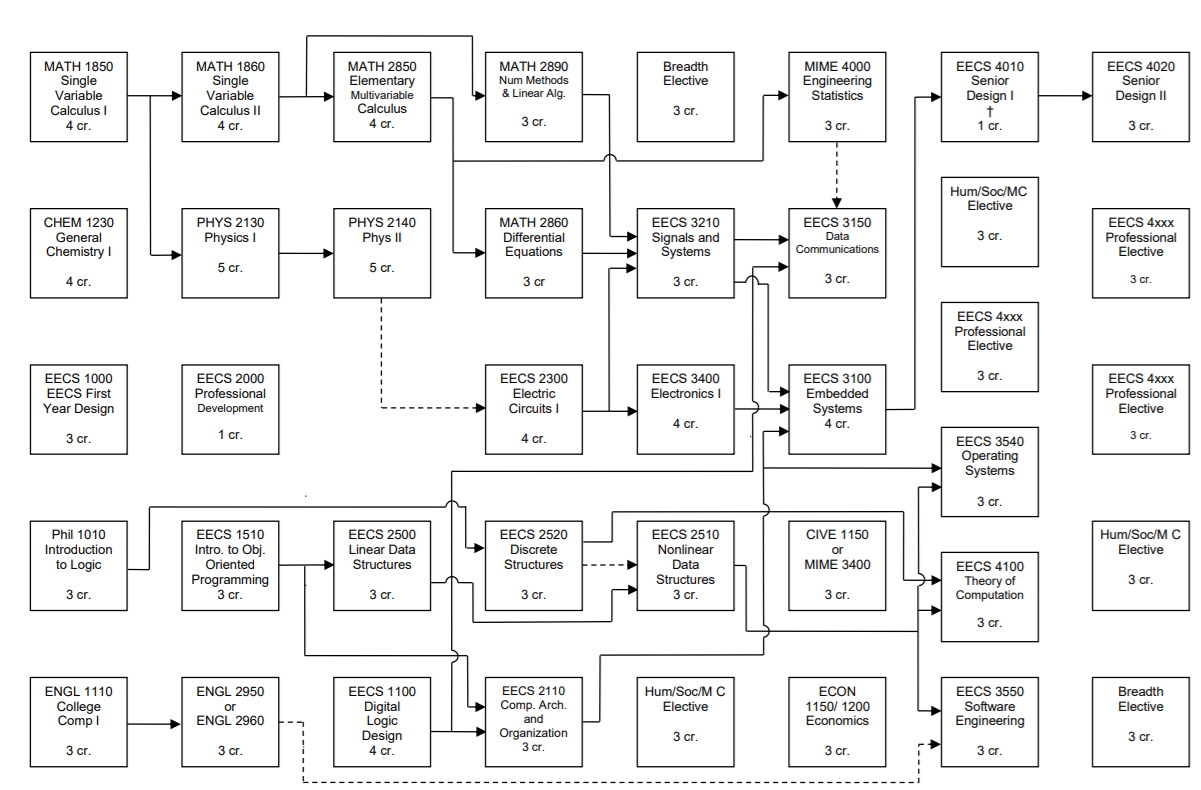 MATH 1850
Single
Variable
Calculus I
4 cr.
MATH 1860
Single
Variable
Calculus II
4 cr.
MATH 2850
Elementary
Multivariable
Calculus
4 cr.
MATH 2890
Num Methods
& Linear Alg.
3 cr.
Breadth
Elective
3 cr.
MIME 4000
Engineering
Statistics
3 cr.
EECS 4010
Senior
Design I
†
1 cr.
EECS 4020
Senior
Design II
3 cr.
CHEM 1230
General
Chemistry I
4 cr.
PHYS 2130
Physics I
5 cr.
PHYS 2140
Phys II
5 cr.
MATH 2860
Differential
Equations
3 cr
EECS 3210
Signals and
Systems
3 cr.
EECS 3150
Data
Communications
3 cr.
Hum/Soc/MC
Elective
3 cr.
EECS 4xxx
Professional
Elective
3 cr.
EECS 4xxx
Professional
Elective
3 cr.
EECS 1000
EECS First
Year Design
3 cr.
EECS 2000
Professional
Development
1 cr.
EECS 2300
Electric
Circuits I
4 cr.
EECS 3400
Electronics I
4 cr.
EECS 3100
Embedded
Systems
4 cr.
EECS 4xxx
Professional
Elective
3 cr.
EECS 3540
Operating
Systems
3 cr.
Phil 1010
Introduction
to Logic
3 cr.
EECS 1510
Intro. to Obj.
Oriented
Programming
3 cr.
EECS 2500
Linear Data
Structures
3 cr.
EECS 2520
Discrete
Structures
3 cr.
EECS 2510
Nonlinear
Data
Structures
3 cr.
CIVE 1150
or
MIME 3400
3 cr.
EECS 4100
Theory of
Computation
3 cr.
Hum/Soc/M C
Elective
3 cr.
ENGL 1110
College
Comp I
3 cr.
ENGL 2950
or
ENGL 2960
3 cr.
EECS 1100
Digital
Logic
Design
4 cr.
EECS 2110
Comp. Arch.
and
Organization
3 cr.
Hum/Soc/M C
Elective
3 cr.
ECON
1150/ 1200
Economics
3 cr.
EECS 3550
Software
Engineering
3 cr.
Breadth
Elective
3 cr.